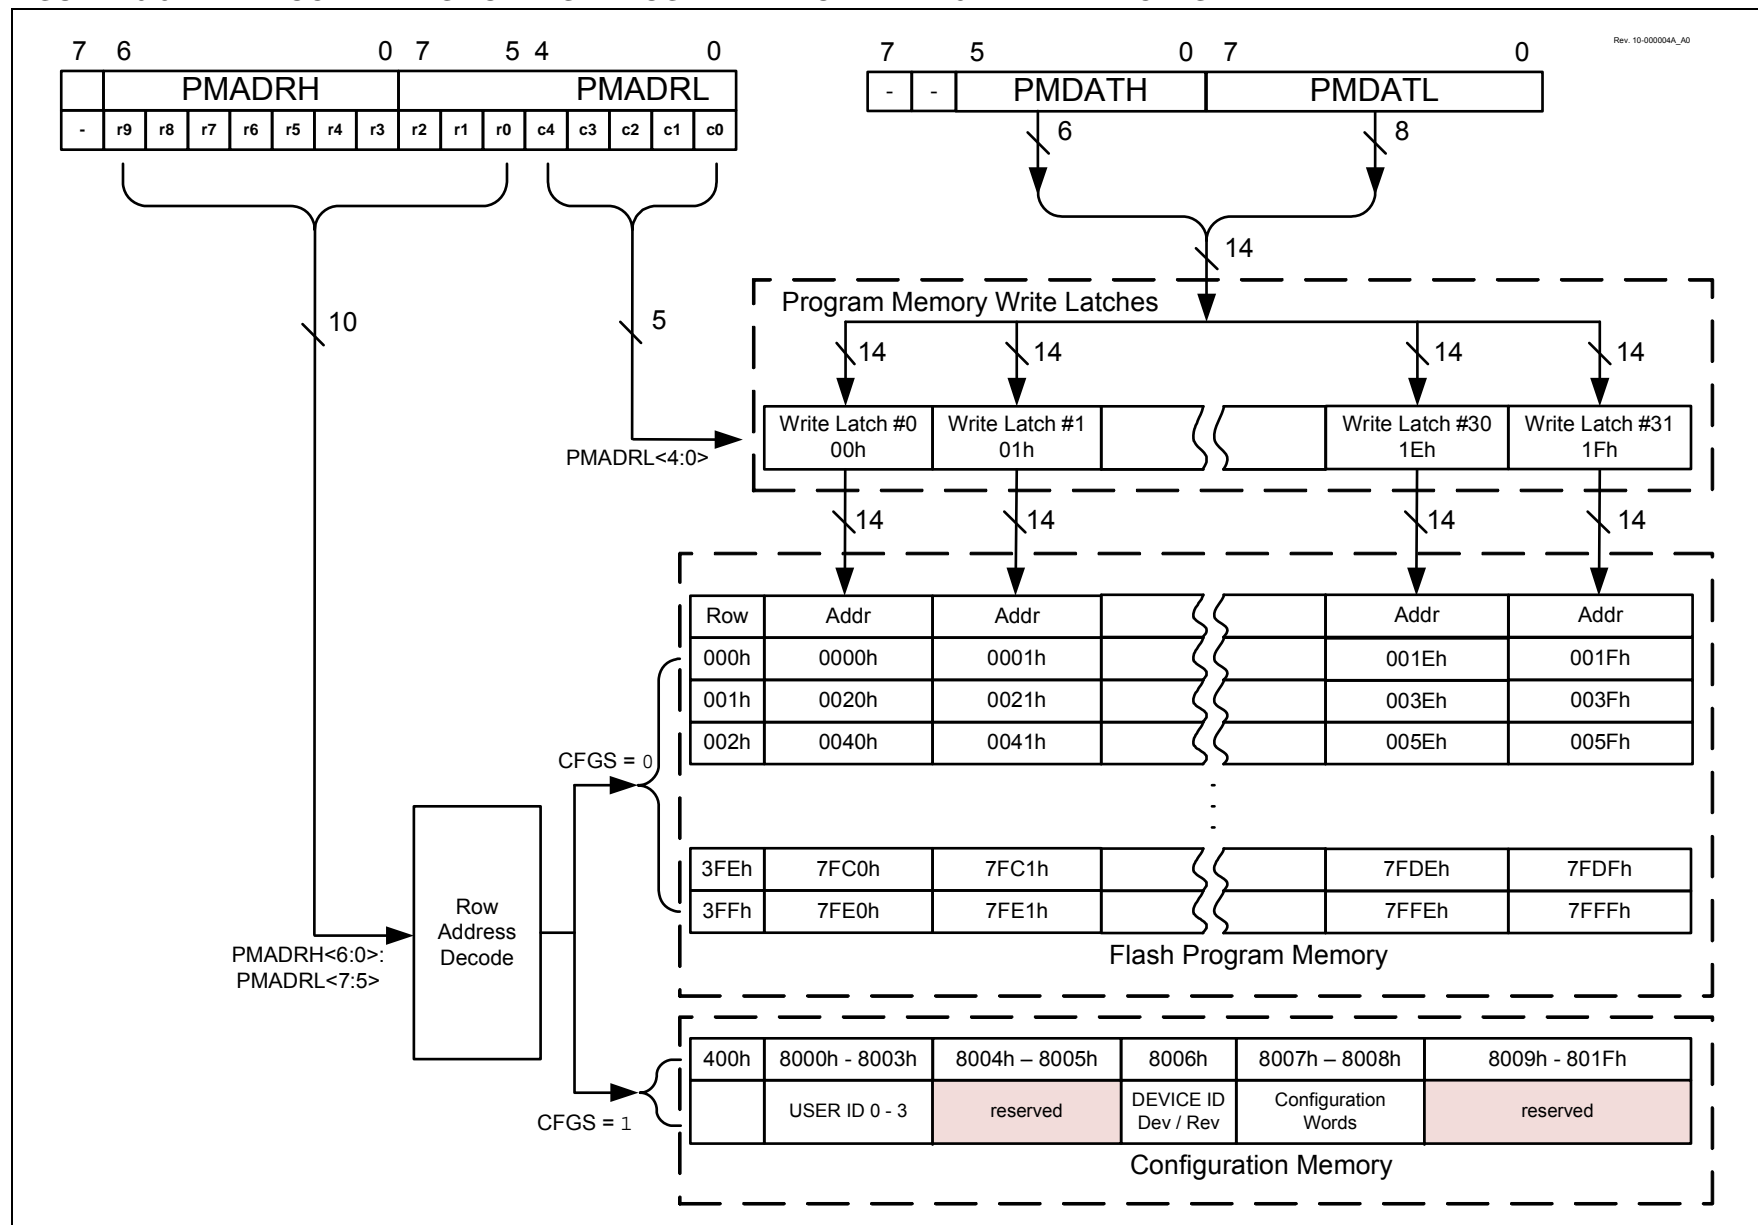 7 6 0 7 5 4 0
7 5 0 7 0
Rev. 10-000004A_A0
PMADRH PMADRL
- r9 r8 r7 r6 r5 r4 r3 r2 r1 r0 c4 c3 c2 c1 c0
- - PMDATH PMDATL
6 8
14
10 5
Program Memory Write Latches
14 14 14 14
Write Latch #0 Write Latch #1 Write Latch #30 Write Latch #31
00h 01h 1Eh 1Fh
PMADRL<4:0>
14 14 14 14
Row Addr Addr Addr Addr
000h 0000h 0001h 001Eh 001Fh
001h 0020h 0021h 003Eh 003Fh
002h 0040h 0041h 005Eh 005Fh
CFGS = 0
3FEh 7FC0h 7FC1h 7FDEh 7FDFh
3FFh 7FE0h 7FE1h 7FFEh 7FFFh
Flash Program Memory
Row
Address
Decode
PMADRH<6:0>:
PMADRL<7:5>
400h 8000h - 8003h 8004h – 8005h 8006h 8007h – 8008h 8009h - 801Fh
USER ID 0 - 3 reserved DEVICE ID Configuration reserved
Dev / Rev Words
CFGS = 1
Configuration Memory